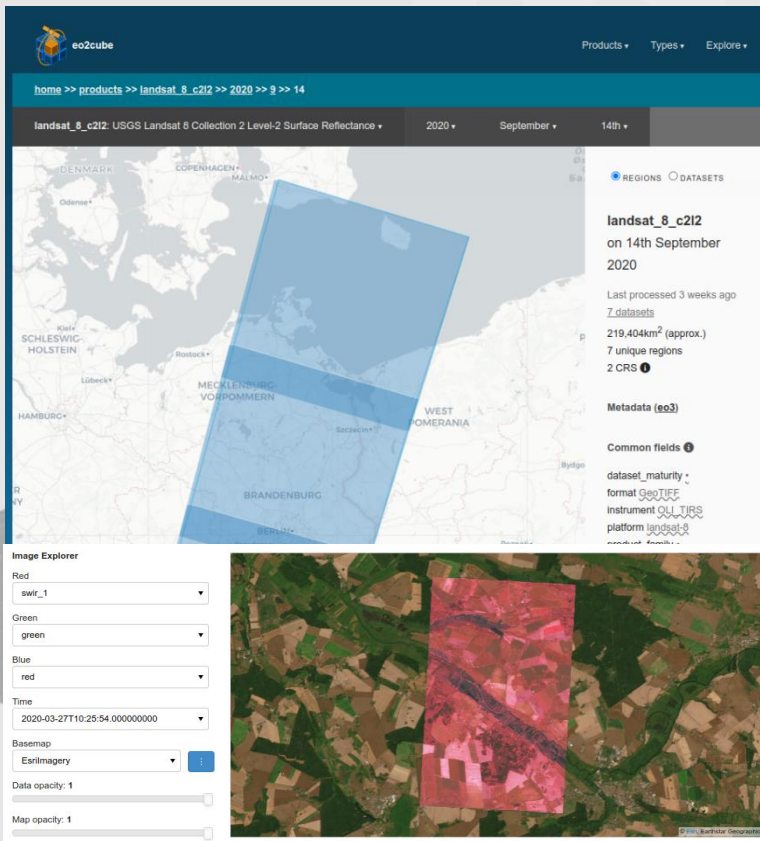 eo2cube
Products ▾ Types ▾ Explore ▾
home >> products >> landsat_8_c2l2 >> 2020 >> 9 >> 14
landsat_8_c2l2: USGS Landsat 8 Collection 2 Level-2 Surface Reflectance ▾ 2020 ▾ September ▾ 14th ▾
DENMARK
COPENHAGEN
MALMO
Odense
Kiel
SCHLESWIG-
HOLSTEIN
Rostock
Lübeck
MECKLENBURG-
VORPOMMERN
HAMBURG
WEST
POMERANIA
Szczecin
Bydgo
BRANDENBURG
BERLIN
REGIONS DATASETS
landsat_8_c2l2
on 14th September
2020
Last processed 3 weeks ago
7 datasets
219,404km² (approx.)
7 unique regions
2 CRS
Metadata (eo3)
Common fields
dataset_maturity -
format GeoTIFF
instrument OLI_TIRS
platform landsat-8
product_family -
Image Explorer
Red
swir_1
Green
green
Blue
red
Time
2020-03-27T10:25:54.000000000
Basemap
EsriImagery
Data opacity: 1
Map opacity: 1
© Esri, Earthstar Geographic